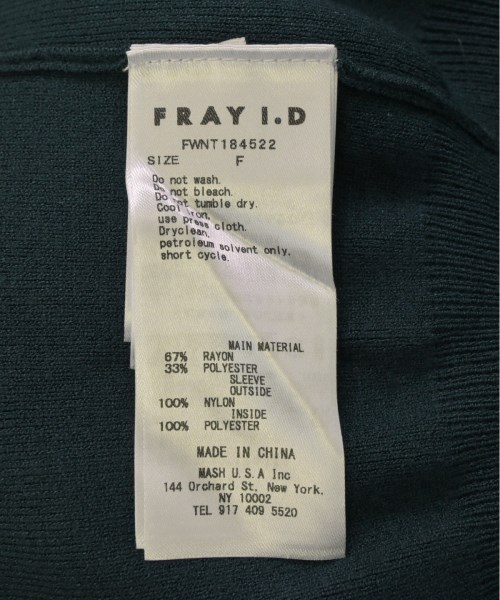 FRAY I.D
FWNT184522
SIZE F
Do not wash.
Do not bleach.
Do not tumble dry.
Cool iron.
use press cloth.
Dryclean.
petroleum solvent only.
short cycle.
MAIN MATERIAL
67% RAYON
33% POLYESTER
SLEEVE
OUTSIDE
100% NYLON
INSIDE
100% POLYESTER
MADE IN CHINA
MASH U.S.A Inc
144 Orchard St, New York,
NY 10002
TEL 917 409 5520